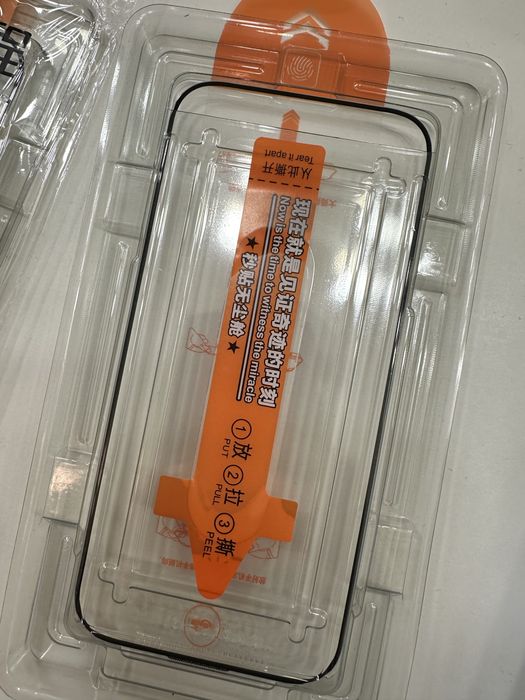 从此撕开
Tear it apart
现在就是见证奇迹的时刻
Now is the time to witness the miracle
★ 秒贴无尘舱 ★
① 放 ② 拉 ③ 撕
PUT PULL PEEL